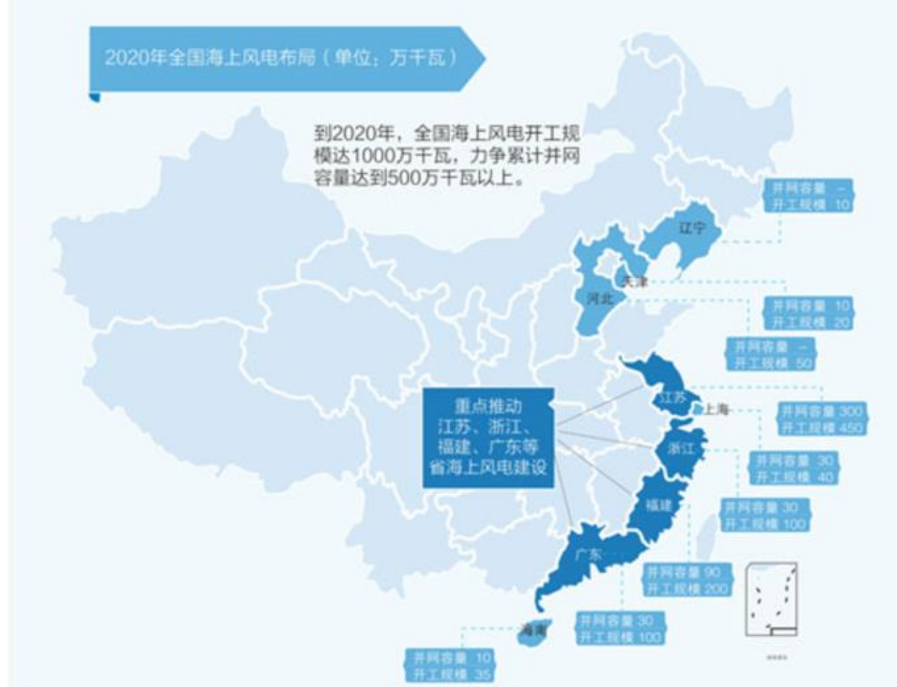 2020年全国海上风电布局（单位：万千瓦）
到2020年，全国海上风电开工规
模达1000万千瓦，力争累计并网
容量达到500万千瓦以上。
并网容量 –
开工规模 10
辽宁
天津
河北
并网容量 10
开工规模 20
并网容量 –
开工规模 50
重点推动
江苏、浙江、
福建、广东等
省海上风电建设
江苏
上海
并网容量 300
开工规模 450
浙江
并网容量 30
开工规模 40
福建
并网容量 30
开工规模 100
广东
并网容量 90
开工规模 200
并网容量 30
开工规模 100
海南
并网容量 10
开工规模 35